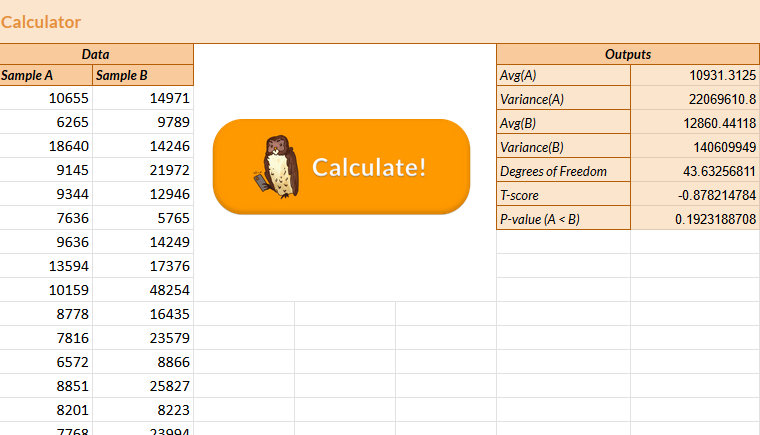 Calculator
Data
Outputs
Sample A Sample B
Avg(A) 10931.3125
10655 14971
Variance(A) 22069610.8
6265 9789
Avg(B) 12860.44118
18640 14246
Variance(B) 140609949
9145 21972
Degrees of Freedom 43.63256811
9344 12946
T-score -0.878214784
7636 5765
P-value (A < B) 0.1923188708
Calculate!
9636 14249
13594 17376
10159 48254
8778 16435
7816 23579
6572 8866
8851 25827
8201 8223
7768 23994